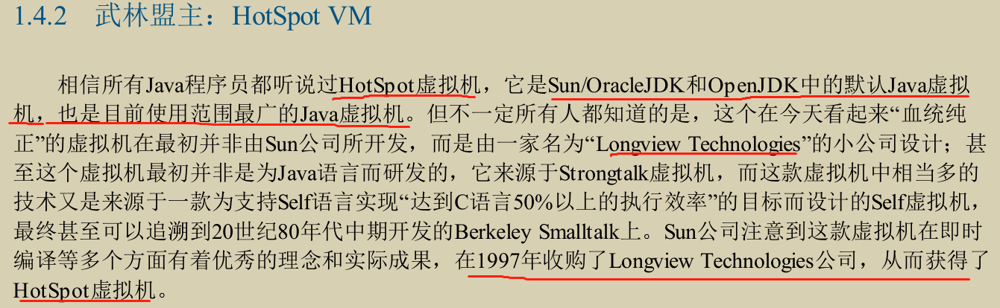 1.4.2 武林盟主：HotSpot VM
相信所有Java程序员都听说过HotSpot虚拟机，它是Sun/OracleJDK和OpenJDK中的默认Java虚拟
机，也是目前使用范围最广的Java虚拟机。但不一定所有人都知道的是，这个在今天看起来“血统纯
正”的虚拟机在最初并非由Sun公司所开发，而是由一家名为“Longview Technologies”的小公司设计；甚
至这个虚拟机最初并非是为Java语言而研发的，它来源于Strongtalk虚拟机，而这款虚拟机中相当多的
技术又是来源于一款为支持Self语言实现“达到C语言50%以上的执行效率”的目标而设计的Self虚拟机，
最终甚至可以追溯到20世纪80年代中期开发的Berkeley Smalltalk上。Sun公司注意到这款虚拟机在即时
编译等多个方面有着优秀的理念和实际成果，在1997年收购了Longview Technologies公司，从而获得了
HotSpot虚拟机。